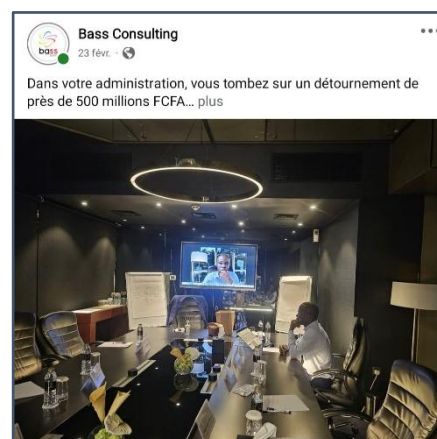 bass
Bass Consulting
23 févr.
Dans votre administration, vous tombez sur un détournement de
près de 500 millions FCFA… plus